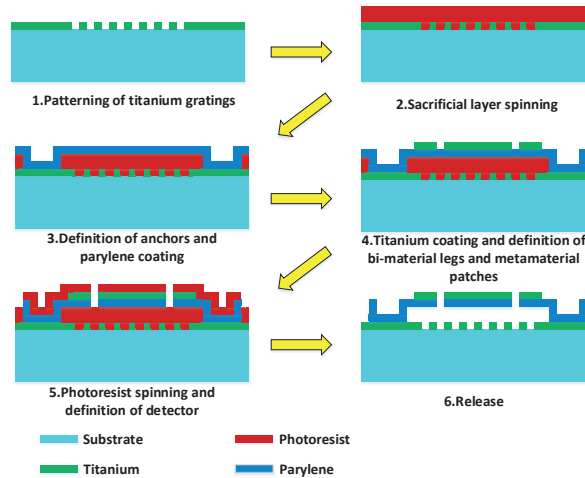 1.Patterning of titanium gratings
2.Sacrificial layer spinning
3.Definition of anchors and
parylene coating
4.Titanium coating and definition of
bi-material legs and metamaterial
patches
5.Photoresist spinning and
definition of detector
6.Release
Substrate
Photoresist
Titanium
Parylene